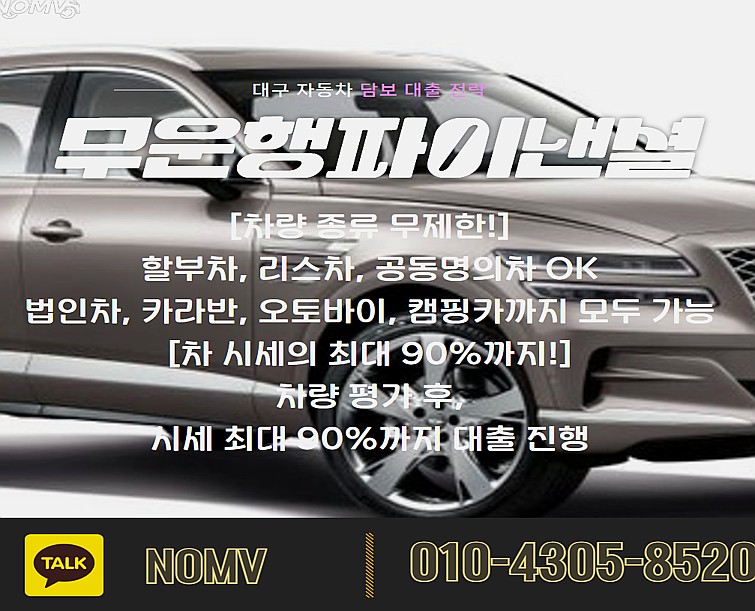 NOMV
대구 자동차 담보 대출 전략
무운행파이낸셜
[차량 종류 무제한!]
할부차, 리스차, 공동명의차 OK
법인차, 카라반, 오토바이, 캠핑카까지 모두 가능
[차 시세의 최대 90%까지!]
차량 평가 후,
시세 최대 90%까지 대출 진행
TALK
NOMV
010-4305-8520